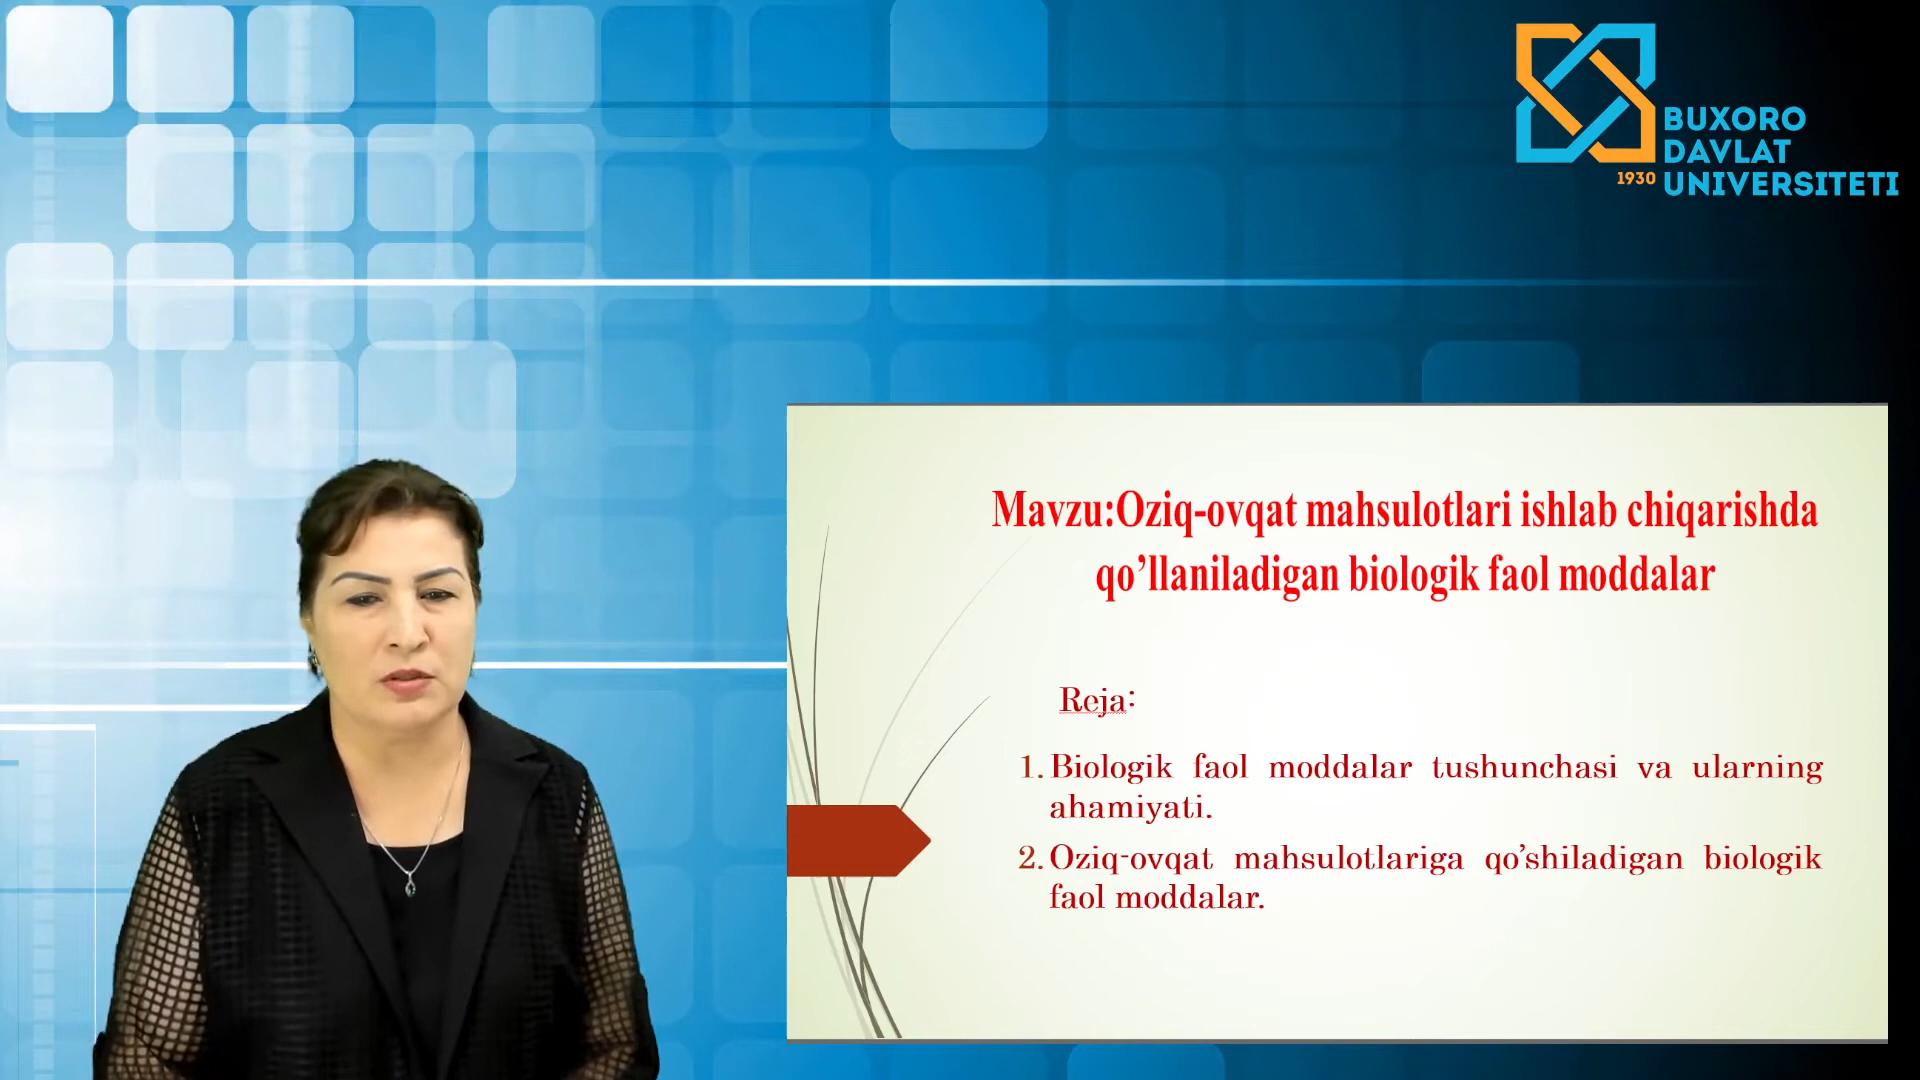 BUXORO
DAVLAT
1930 UNIVERSITETI
Mavzu:Oziq-ovqat mahsulotlari ishlab chiqarishda
qo’llaniladigan biologik faol moddalar
Reja:
1. Biologik faol moddalar tushunchasi va ularning
ahamiyati.
2. Oziq-ovqat mahsulotlariga qo’shiladigan biologik
faol moddalar.